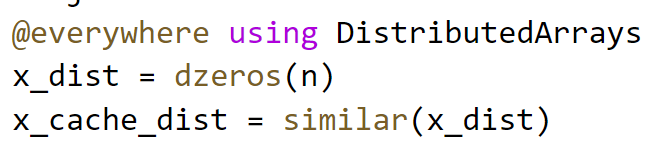 @everywhere using DistributedArrays
x_dist = dzeros(n)
x_cache_dist = similar(x_dist)